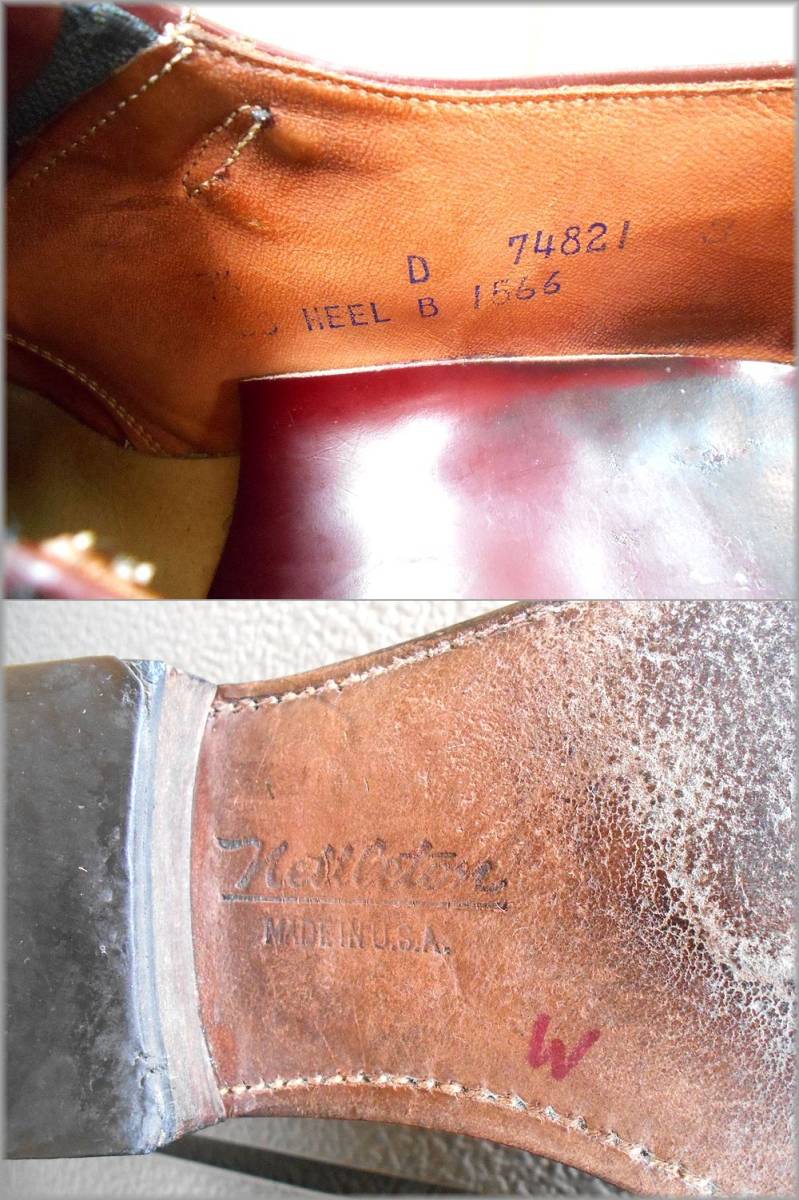 D 74821
HEEL B 1566
Nettleton
MADE IN U.S.A.
W